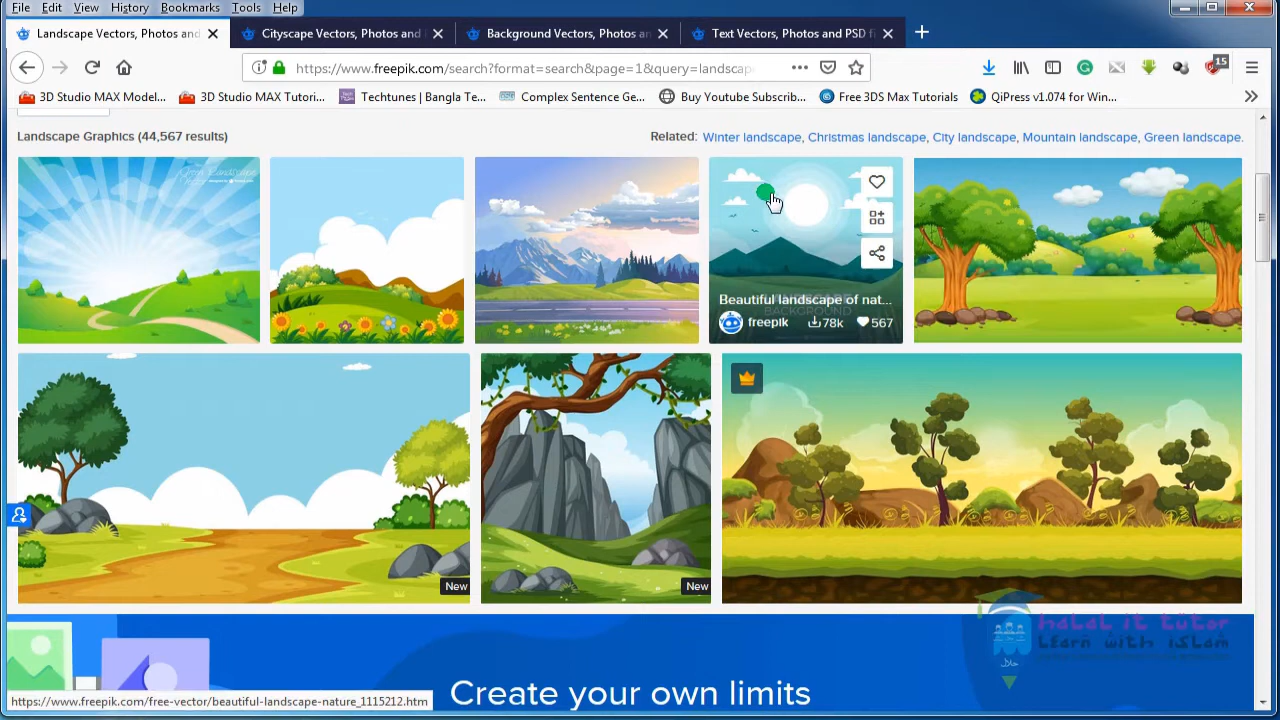 File Edit View History Bookmarks Tools Help
Landscape Vectors, Photos and
Cityscape Vectors, Photos and
Background Vectors, Photos an
Text Vectors, Photos and PSD f
https://www.freepik.com/search?format=search&page=1&query=landscap
15
3D Studio MAX Model...
3D Studio MAX Tutori...
Techtunes | Bangla Te...
Complex Sentence Ge...
Buy Youtube Subscrib...
Free 3DS Max Tutorials
QiPress v1.074 for Win...
Landscape Graphics (44,567 results)
Related: Winter landscape, Christmas landscape, City landscape, Mountain landscape, Green landscape.
Beautiful landscape of nat...
BACKGROUND
freepik 78k 567
New
New
halal it tutor
Learn with islam
حلال
Create your own limits
https://www.freepik.com/free-vector/beautiful-landscape-nature_1115212.htm